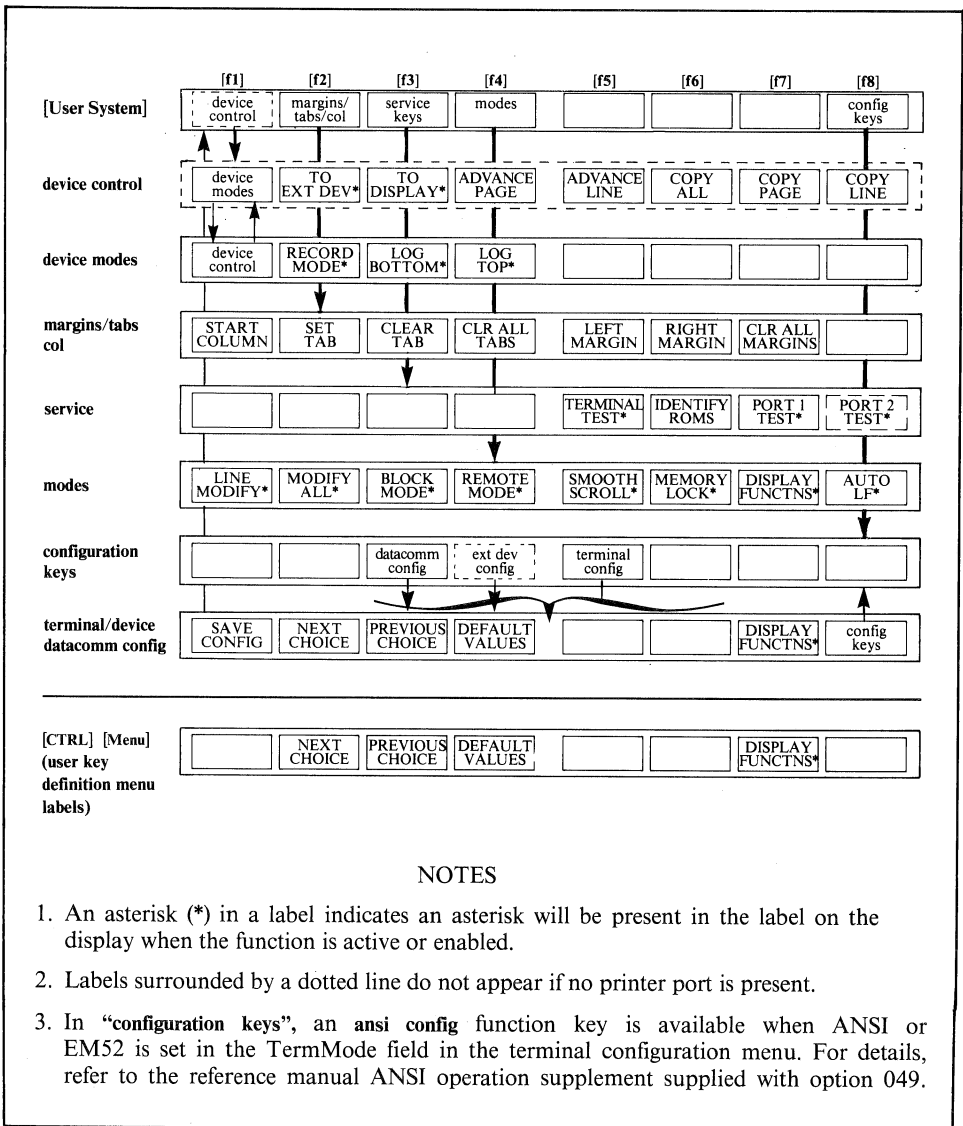 [f1] [f2] [f3] [f4] [f5] [f6] [f7] [f8]
[User System] device control margins/ tabs/col service keys modes config keys
device control device modes TO EXT DEV* TO DISPLAY* ADVANCE PAGE ADVANCE LINE COPY ALL COPY PAGE COPY LINE
device modes device control RECORD MODE* LOG BOTTOM* LOG TOP*
margins/tabs col START COLUMN SET TAB CLEAR TAB CLR ALL TABS LEFT MARGIN RIGHT MARGIN CLR ALL MARGINS
service TERMINAL TEST* IDENTIFY ROMS PORT 1 TEST* PORT 2 TEST*
modes LINE MODIFY* MODIFY ALL* BLOCK MODE* REMOTE MODE* SMOOTH SCROLL* MEMORY LOCK* DISPLAY FUNCTNS* AUTO LF*
configuration keys datacomm config ext dev config terminal config
terminal/device datacomm config SAVE CONFIG NEXT CHOICE PREVIOUS CHOICE DEFAULT VALUES DISPLAY FUNCTNS* config keys
[CTRL] [Menu] (user key definition menu labels) NEXT CHOICE PREVIOUS CHOICE DEFAULT VALUES DISPLAY FUNCTNS*
NOTES
1. An asterisk (*) in a label indicates an asterisk will be present in the label on the
display when the function is active or enabled.
2. Labels surrounded by a dotted line do not appear if no printer port is present.
3. In "configuration keys", an ansi config function key is available when ANSI or
EM52 is set in the TermMode field in the terminal configuration menu. For details,
refer to the reference manual ANSI operation supplement supplied with option 049.